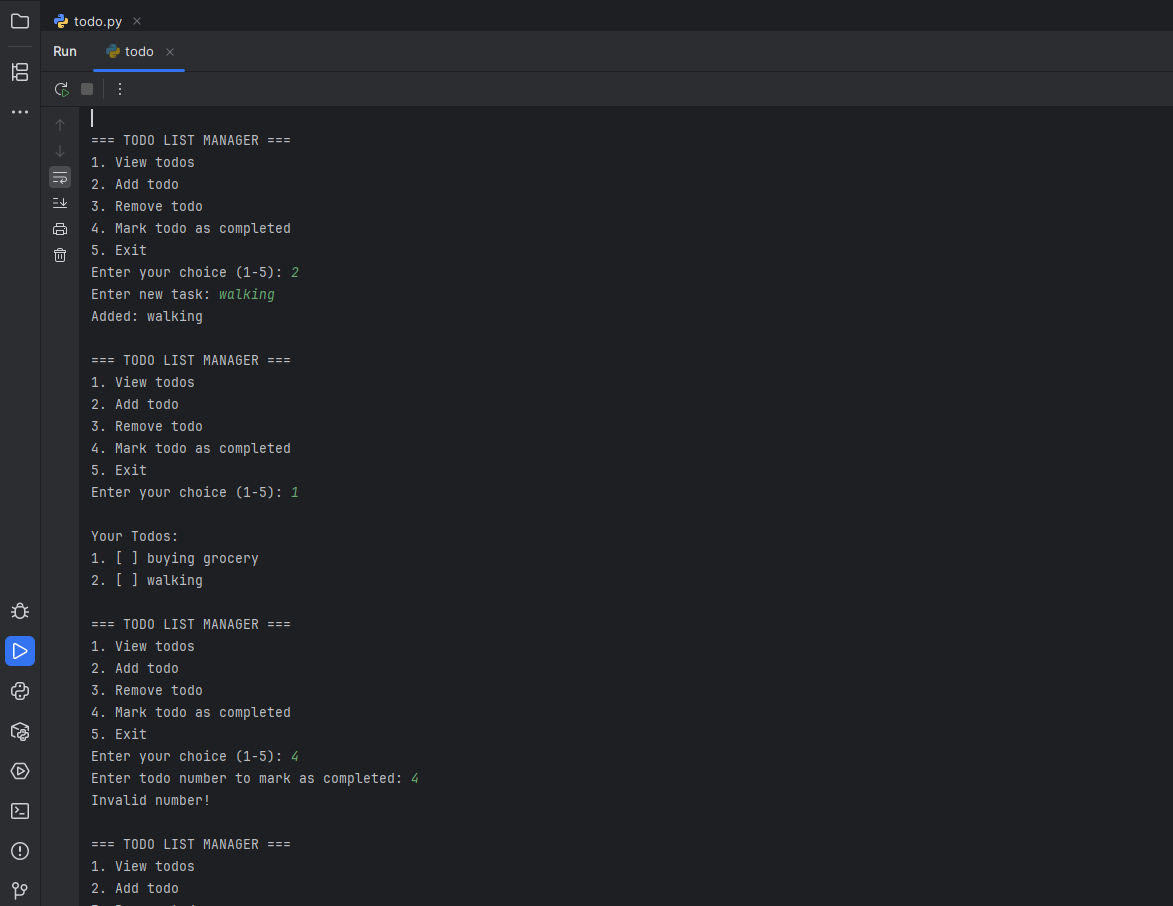 todo.py
Run todo
=== TODO LIST MANAGER ===
1. View todos
2. Add todo
3. Remove todo
4. Mark todo as completed
5. Exit
Enter your choice (1-5): 2
Enter new task: walking
Added: walking
=== TODO LIST MANAGER ===
1. View todos
2. Add todo
3. Remove todo
4. Mark todo as completed
5. Exit
Enter your choice (1-5): 1
Your Todos:
1. [ ] buying grocery
2. [ ] walking
=== TODO LIST MANAGER ===
1. View todos
2. Add todo
3. Remove todo
4. Mark todo as completed
5. Exit
Enter your choice (1-5): 4
Enter todo number to mark as completed: 4
Invalid number!
=== TODO LIST MANAGER ===
1. View todos
2. Add todo